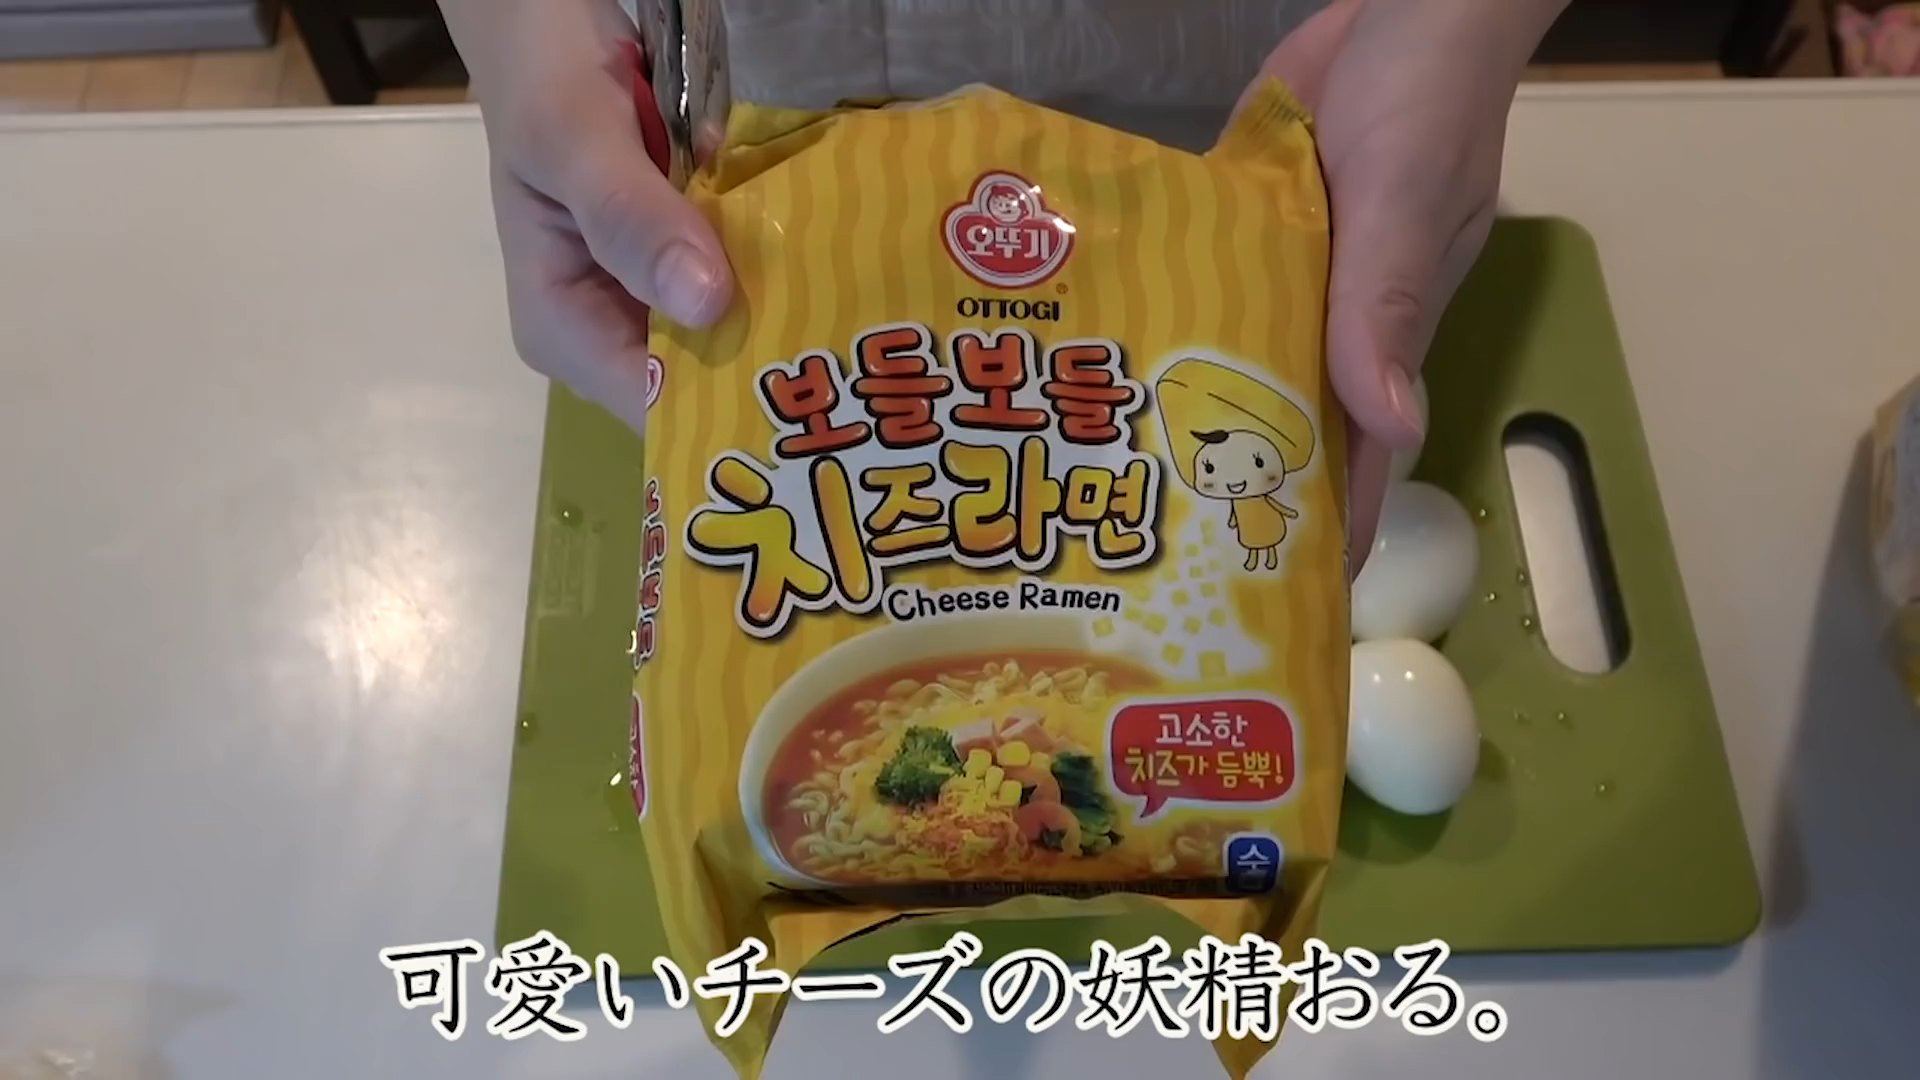 오뚜기
OTTOGI
보들보들
치즈라면
Cheese Ramen
고소한
치즈가 듬뿍!
可愛いチーズの妖精おる。